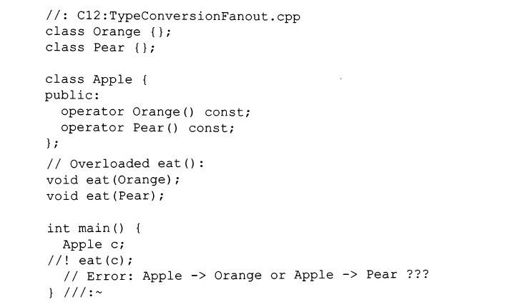 //: C12:TypeConversionFanout.cpp
class Orange {};
class Pear {};
class Apple {
public:
operator Orange() const;
operator Pear() const;
};
// Overloaded eat():
void eat(Orange);
void eat(Pear);
int main() {
Apple c;
//! eat(c);
// Error: Apple -> Orange or Apple -> Pear ???
} ///:~